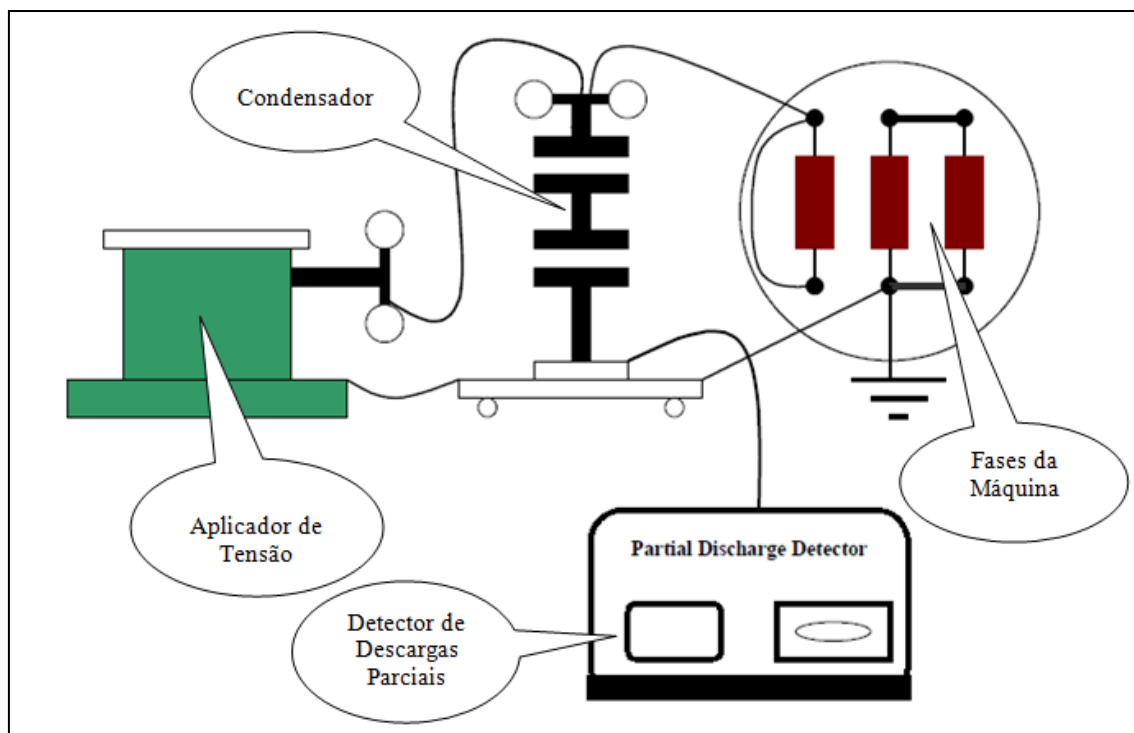 Condensador
Aplicador de
Tensão
Fases da
Máquina
Partial Discharge Detector
Detector de
Descargas
Parciais